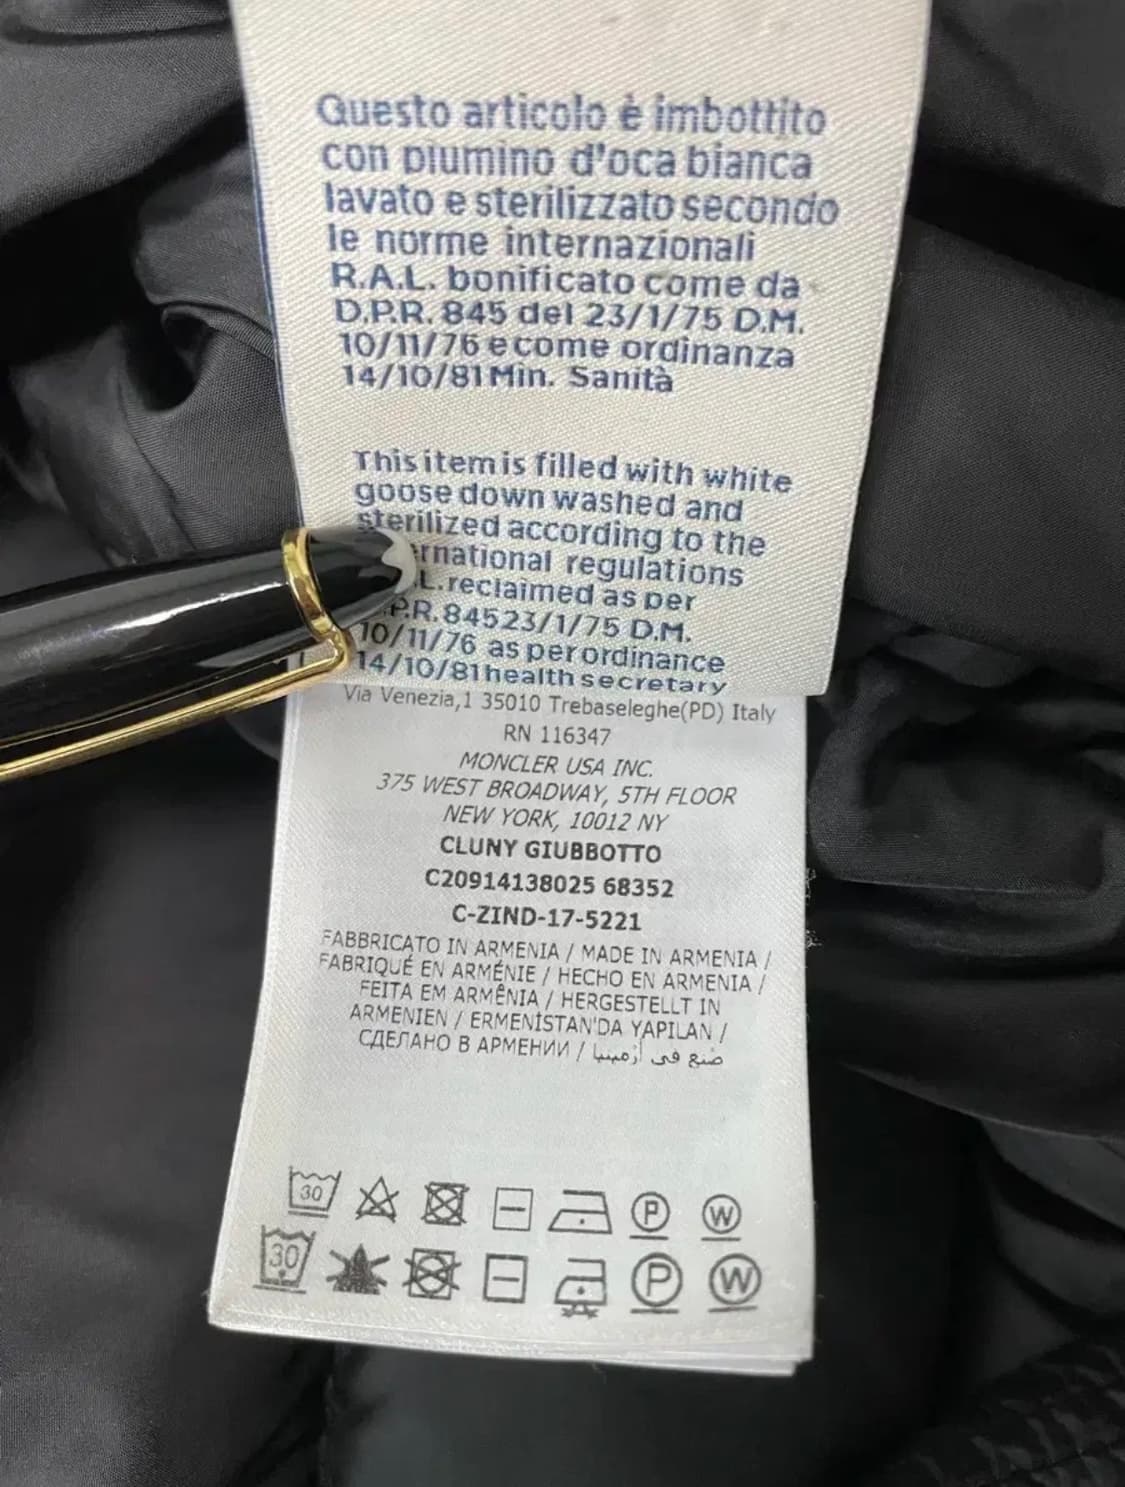 Questo articolo è imbottito
con piumino d'oca bianca
lavato e sterilizzato secondo
le norme internazionali
R.A.L. bonificato come da
D.P.R. 845 del 23/1/75 D.M.
10/11/76 e come ordinanza
14/10/81 Min. Sanità
This item is filled with white
goose down washed and
sterilized according to the
ernational regulations
L. reclaimed as per
.P.R. 845 23/1/75 D.M.
10/11/76 as per ordinance
14/10/81 health secretary
Via Venezia,1 35010 Trebaseleghe(PD) Italy
RN 116347
MONCLER USA INC.
375 WEST BROADWAY, 5TH FLOOR
NEW YORK, 10012 NY
CLUNY GIUBBOTTO
C20914138025 68352
C-ZIND-17-5221
FABBRICATO IN ARMENIA / MADE IN ARMENIA /
FABRIQUÉ EN ARMÉNIE / HECHO EN ARMENIA /
FEITA EM ARMÊNIA / HERGESTELLT IN
ARMENIEN / ERMENİSTAN'DA YAPILAN /
СДЕЛАНО В АРМЕНИИ / صنع في أرمينيا
30 P W
30 P W